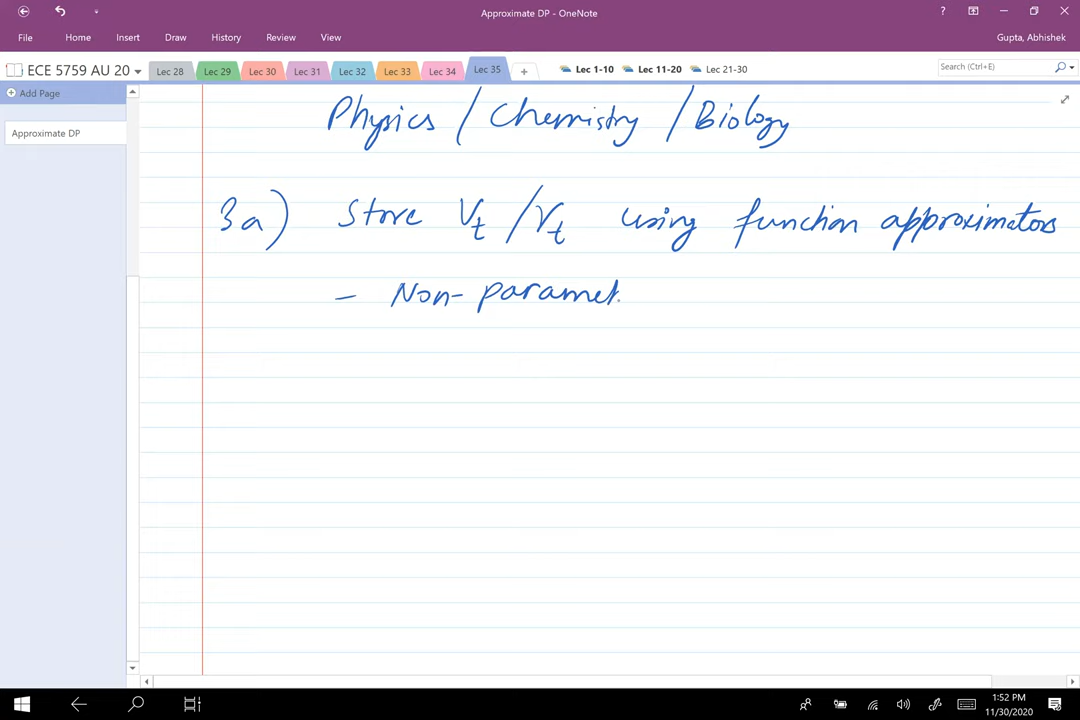 Approximate DP - OneNote
?
File Home Insert Draw History Review View Gupta, Abhishek
ECE 5759 AU 20 Lec 28 Lec 29 Lec 30 Lec 31 Lec 32 Lec 33 Lec 34 Lec 35 + Lec 1-10 Lec 11-20 Lec 21-30 Search (Ctrl+E)
Add Page
Approximate DP
Physics / Chemistry / Biology
3a) Store V_t / γ_t using function approximators
- Non-paramet
1:52 PM
11/30/2020